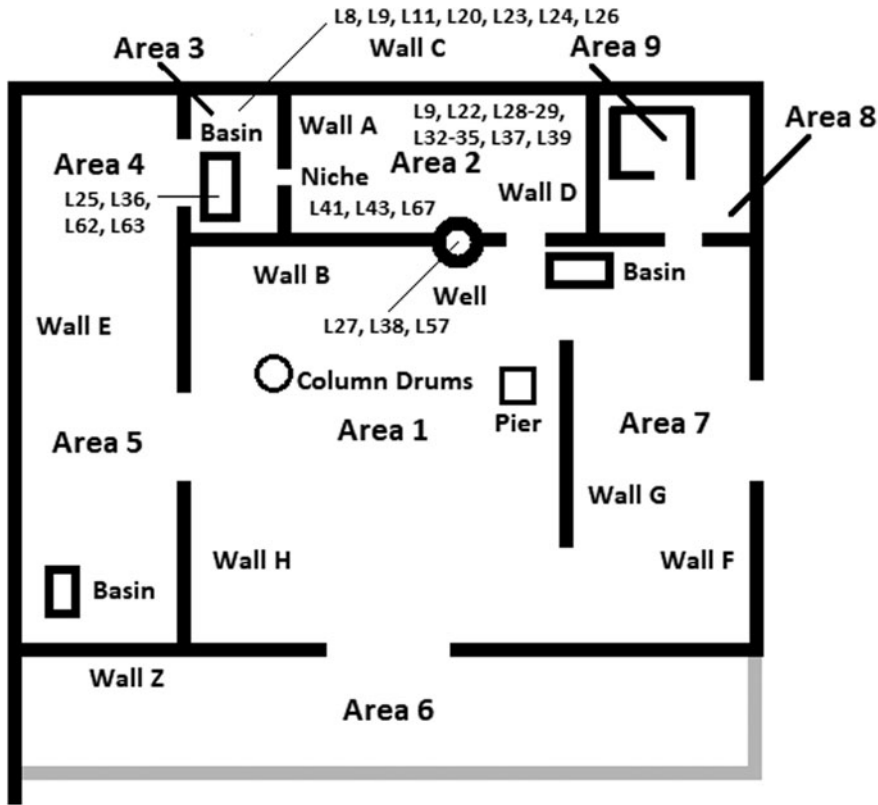 L8, L9, L11, L20, L23, L24, L26
Area 3
Wall C
Area 9
Area 8
Basin
Wall A
L9, L22, L28-29,
L32-35, L37, L39
Area 4
Area 2
Niche
Wall D
L25, L36,
L62, L63
L41, L43, L67
Wall B
Well
Basin
L27, L38, L57
Wall E
Column Drums
Area 1
Pier
Area 7
Area 5
Wall G
Wall H
Wall F
Basin
Wall Z
Area 6